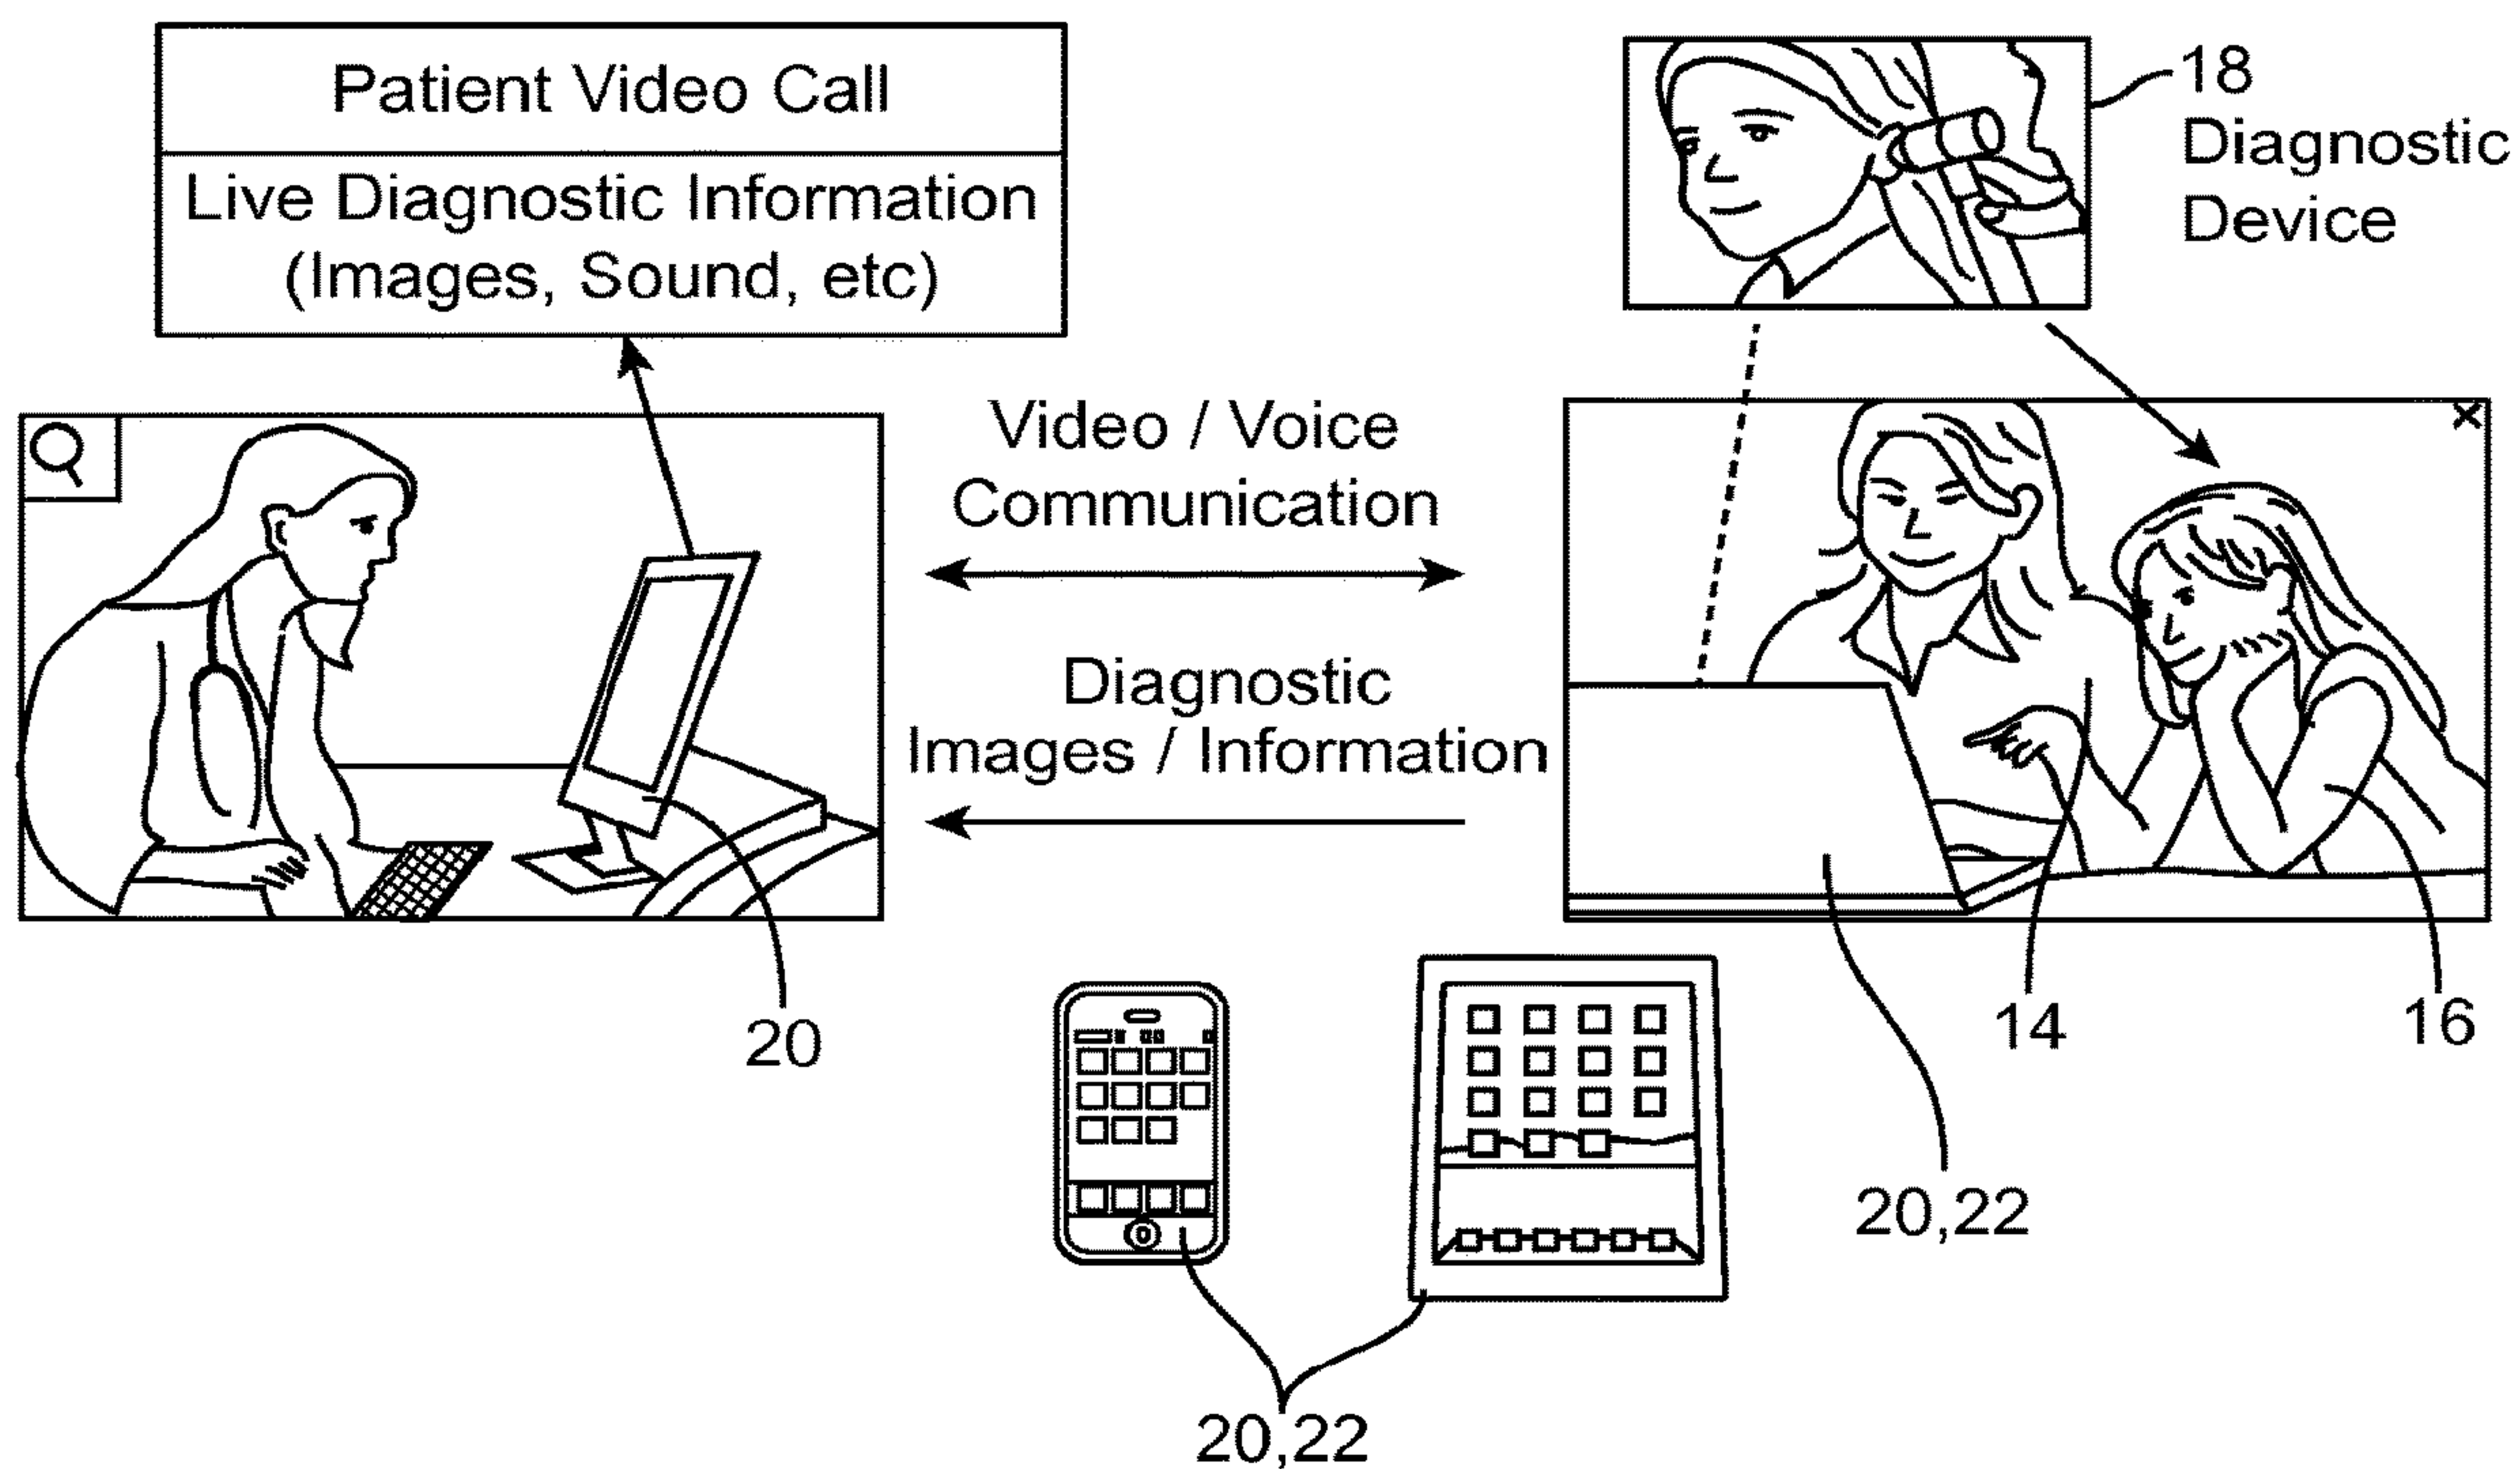 Patient Video Call
Live Diagnostic Information
(Images, Sound, etc)
18
Diagnostic
Device
Video / Voice
Communication
Diagnostic
Images / Information
20
14
16
20,22
20,22